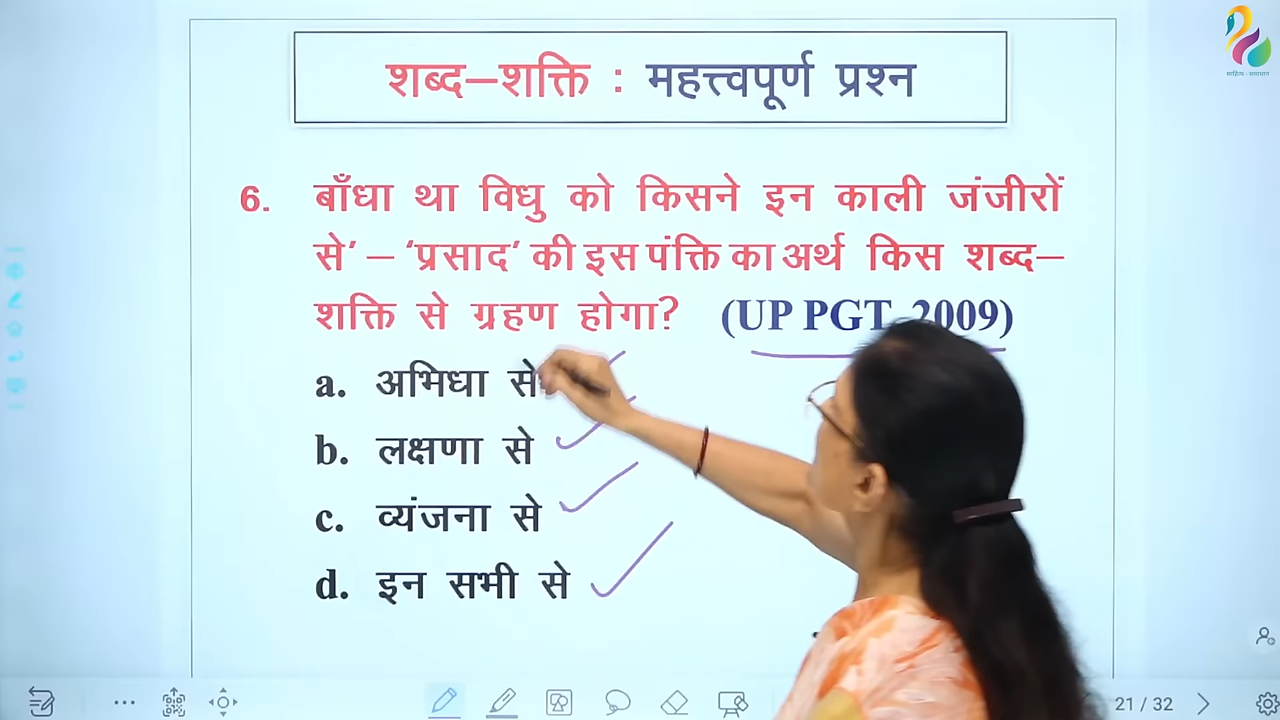 साहित्य - समाधान
शब्द–शक्ति : महत्त्वपूर्ण प्रश्न
6. बाँधा था विधु को किसने इन काली जंजीरों
से’ – ‘प्रसाद’ की इस पंक्ति का अर्थ किस शब्द–
शक्ति से ग्रहण होगा? (UP PGT 2009)
a. अभिधा से
b. लक्षणा से
c. व्यंजना से
d. इन सभी से
21 / 32